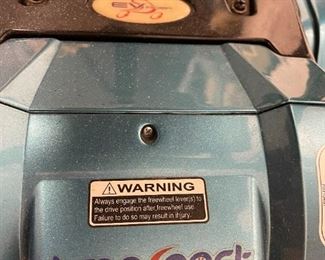 EV
WARNING
Always engage the freewheel lever(s) to
the drive position after freewheel use.
Failure to do so may result in injury.